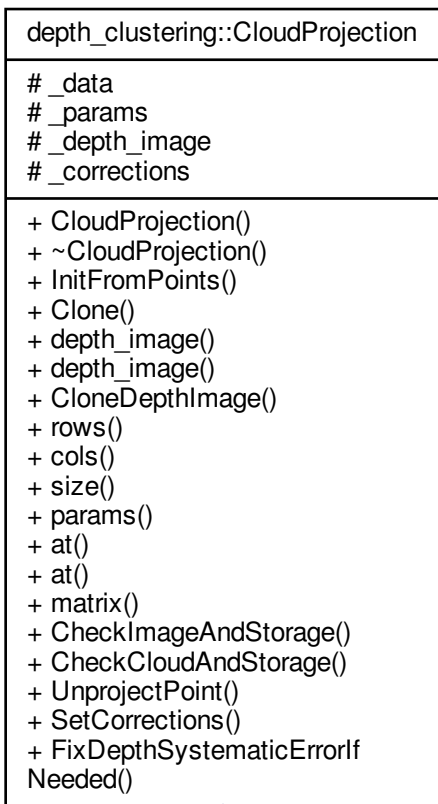 depth_clustering::CloudProjection
# _data
# _params
# _depth_image
# _corrections
+ CloudProjection()
+ ~CloudProjection()
+ InitFromPoints()
+ Clone()
+ depth_image()
+ depth_image()
+ CloneDepthImage()
+ rows()
+ cols()
+ size()
+ params()
+ at()
+ at()
+ matrix()
+ CheckImageAndStorage()
+ CheckCloudAndStorage()
+ UnprojectPoint()
+ SetCorrections()
+ FixDepthSystematicErrorIf
Needed()